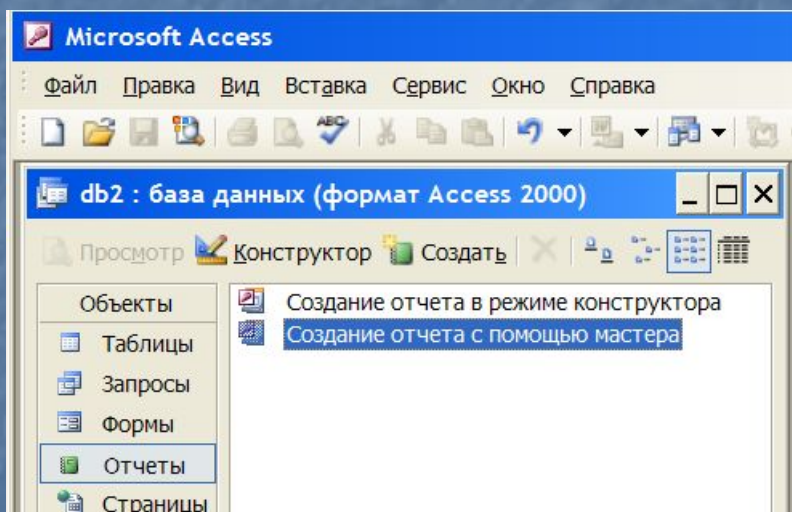 Microsoft Access
Файл Правка Вид Вставка Сервис Окно Справка
ABC
db2 : база данных (формат Access 2000)
Просмотр Конструктор Создать
Объекты
Таблицы
Запросы
Формы
Отчеты
Страницы
Создание отчета в режиме конструктора
Создание отчета с помощью мастера